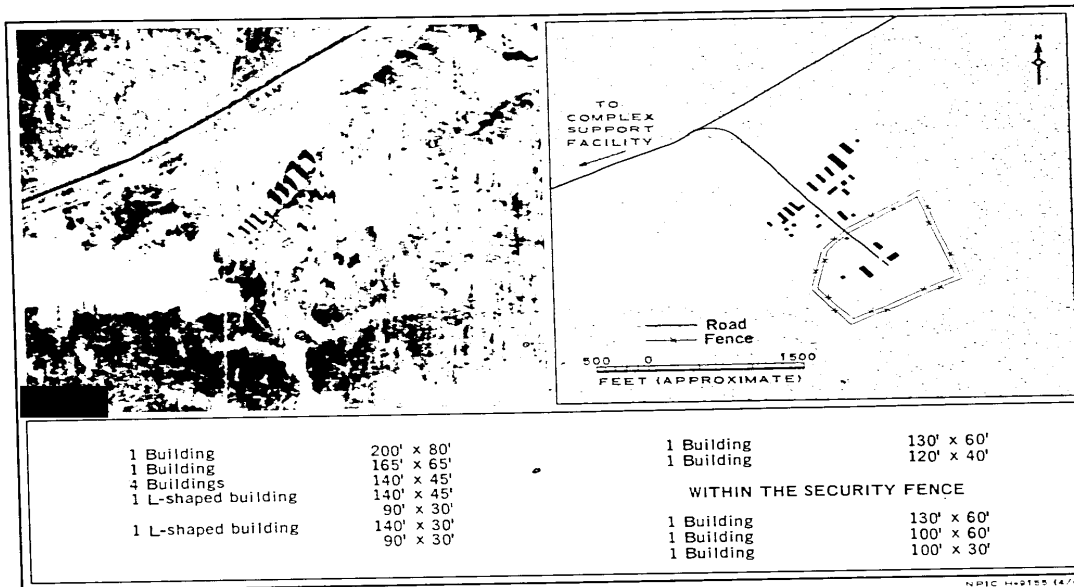 N
TO
COMPLEX
SUPPORT
FACILITY
Road
Fence
500 0 1500
FEET (APPROXIMATE)
1 Building 200' × 80'
1 Building 165' × 65'
4 Buildings 140' × 45'
1 L-shaped building 140' × 45'
90' × 30'
1 L-shaped building 140' × 30'
90' × 30'
1 Building 130' × 60'
1 Building 120' × 40'
WITHIN THE SECURITY FENCE
1 Building 130' × 60'
1 Building 100' × 60'
1 Building 100' × 30'
NPIC H-9155 (4/